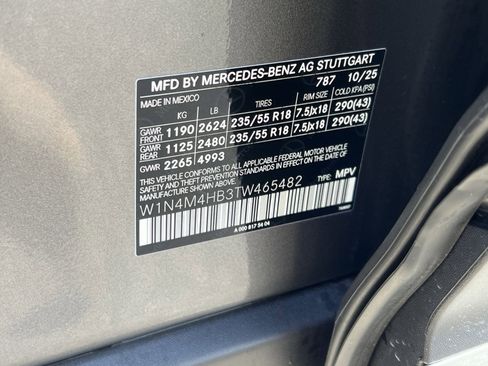 MFD BY MERCEDES-BENZ AG STUTTGART
787 10/25
MADE IN MEXICO
KG LB TIRES RIM SIZE COLD KPA (PSI)
GAWR FRONT 1190 2624 235/55 R18 7.5Jx18 290(43)
GAWR REAR 1125 2480 235/55 R18 7.5Jx18 290(43)
GVWR 2265 4993
THIS VEHICLE CONFORMS TO ALL APPLICABLE FEDERAL MOTOR VEHICLE SAFETY, BUMPER, AND THEFT PREVENTION STANDARDS IN EFFECT ON THE DATE OF MANUFACTURE SHOWN ABOVE.
W1N4M4HB3TW465482 TYPE: MPV
A 000 817 54 04